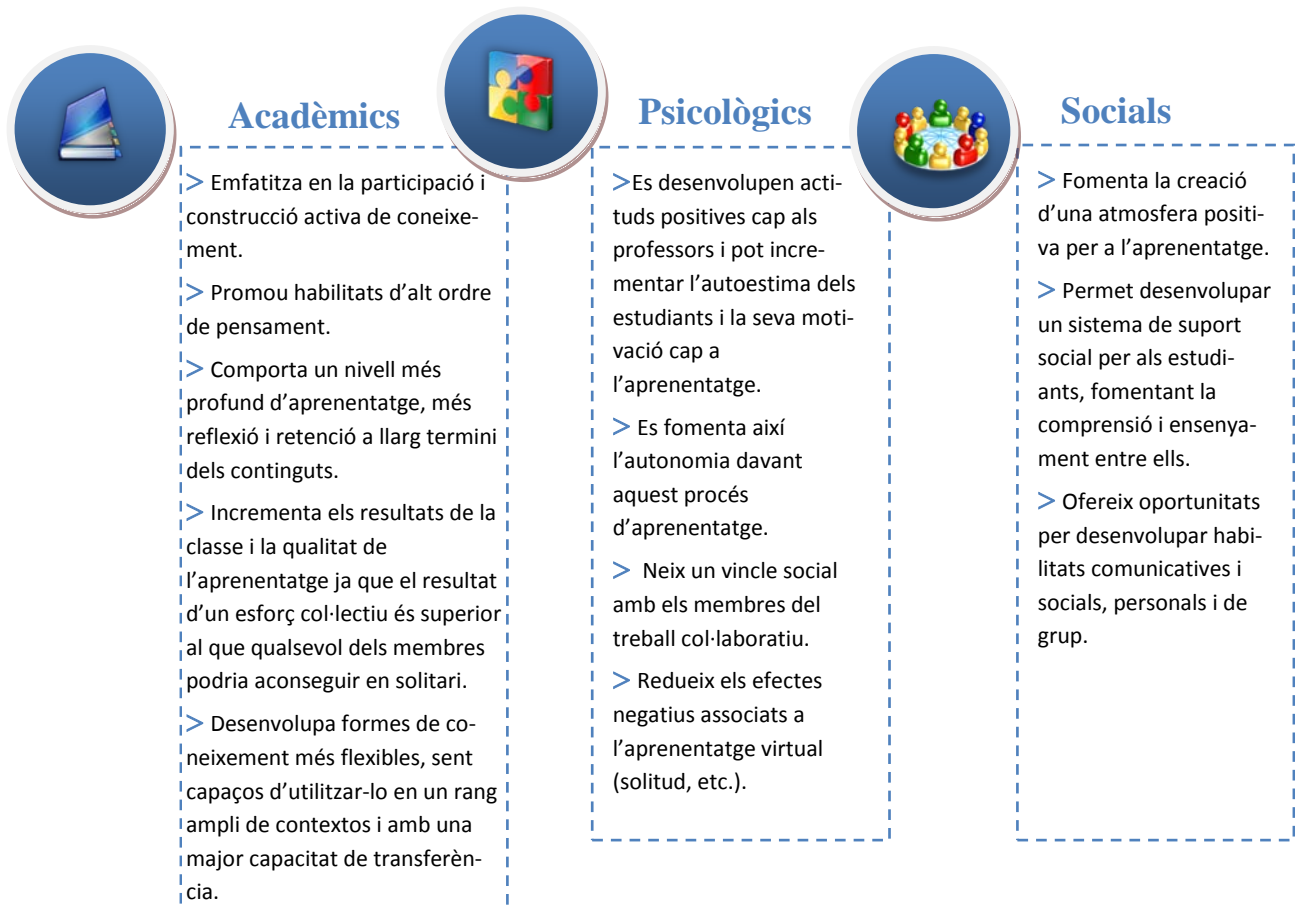 Acadèmics
> Emfatitza en la participació i
construcció activa de coneixe-
ment.
> Promou habilitats d'alt ordre
de pensament.
> Comporta un nivell més
profund d'aprenentatge, més
reflexió i retenció a llarg termini
dels continguts.
> Incrementa els resultats de la
classe i la qualitat de
l'aprenentatge ja que el resultat
d'un esforç col·lectiu és superior
al que qualsevol dels membres
podria aconseguir en solitari.
> Desenvolupa formes de co-
neixement més flexibles, sent
capaços d'utilitzar-lo en un rang
ampli de contextos i amb una
major capacitat de transferèn-
cia.
Psicològics
>Es desenvolupen acti-
tuds positives cap als
professors i pot incre-
mentar l'autoestima dels
estudiants i la seva moti-
vació cap a
l'aprenentatge.
> Es fomenta així
l'autonomia davant
aquest procés
d'aprenentatge.
> Neix un vincle social
amb els membres del
treball col·laboratiu.
> Redueix els efectes
negatius associats a
l'aprenentatge virtual
(solitud, etc.).
Socials
> Fomenta la creació
d'una atmosfera positi-
va per a l'aprenentatge.
> Permet desenvolupar
un sistema de suport
social per als estudi-
ants, fomentant la
comprensió i ensenya-
ment entre ells.
> Ofereix oportunitats
per desenvolupar habi-
litats comunicatives i
socials, personals i de
grup.